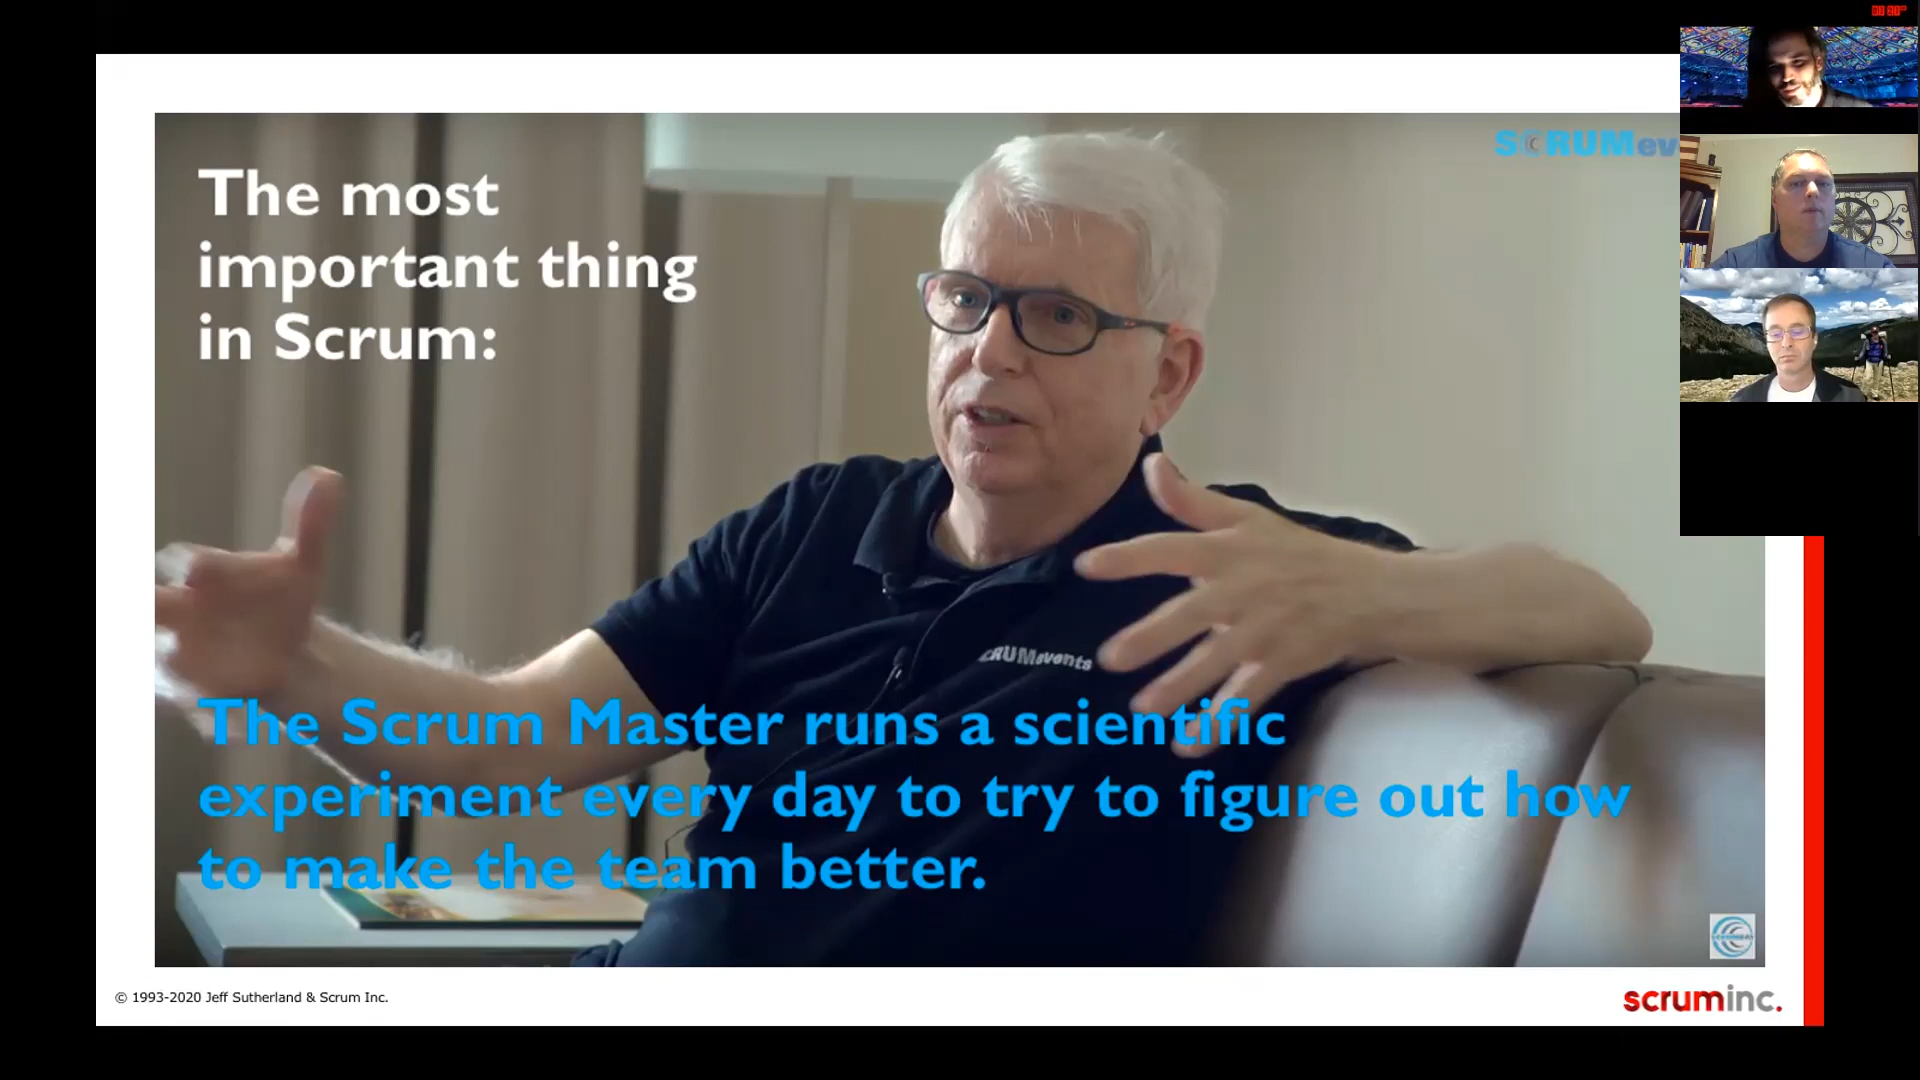 The most
important thing
in Scrum:
SCRUMev
CRUMevents
The Scrum Master runs a scientific
experiment every day to try to figure out how
to make the team better.
© 1993-2020 Jeff Sutherland & Scrum Inc.
scruminc.